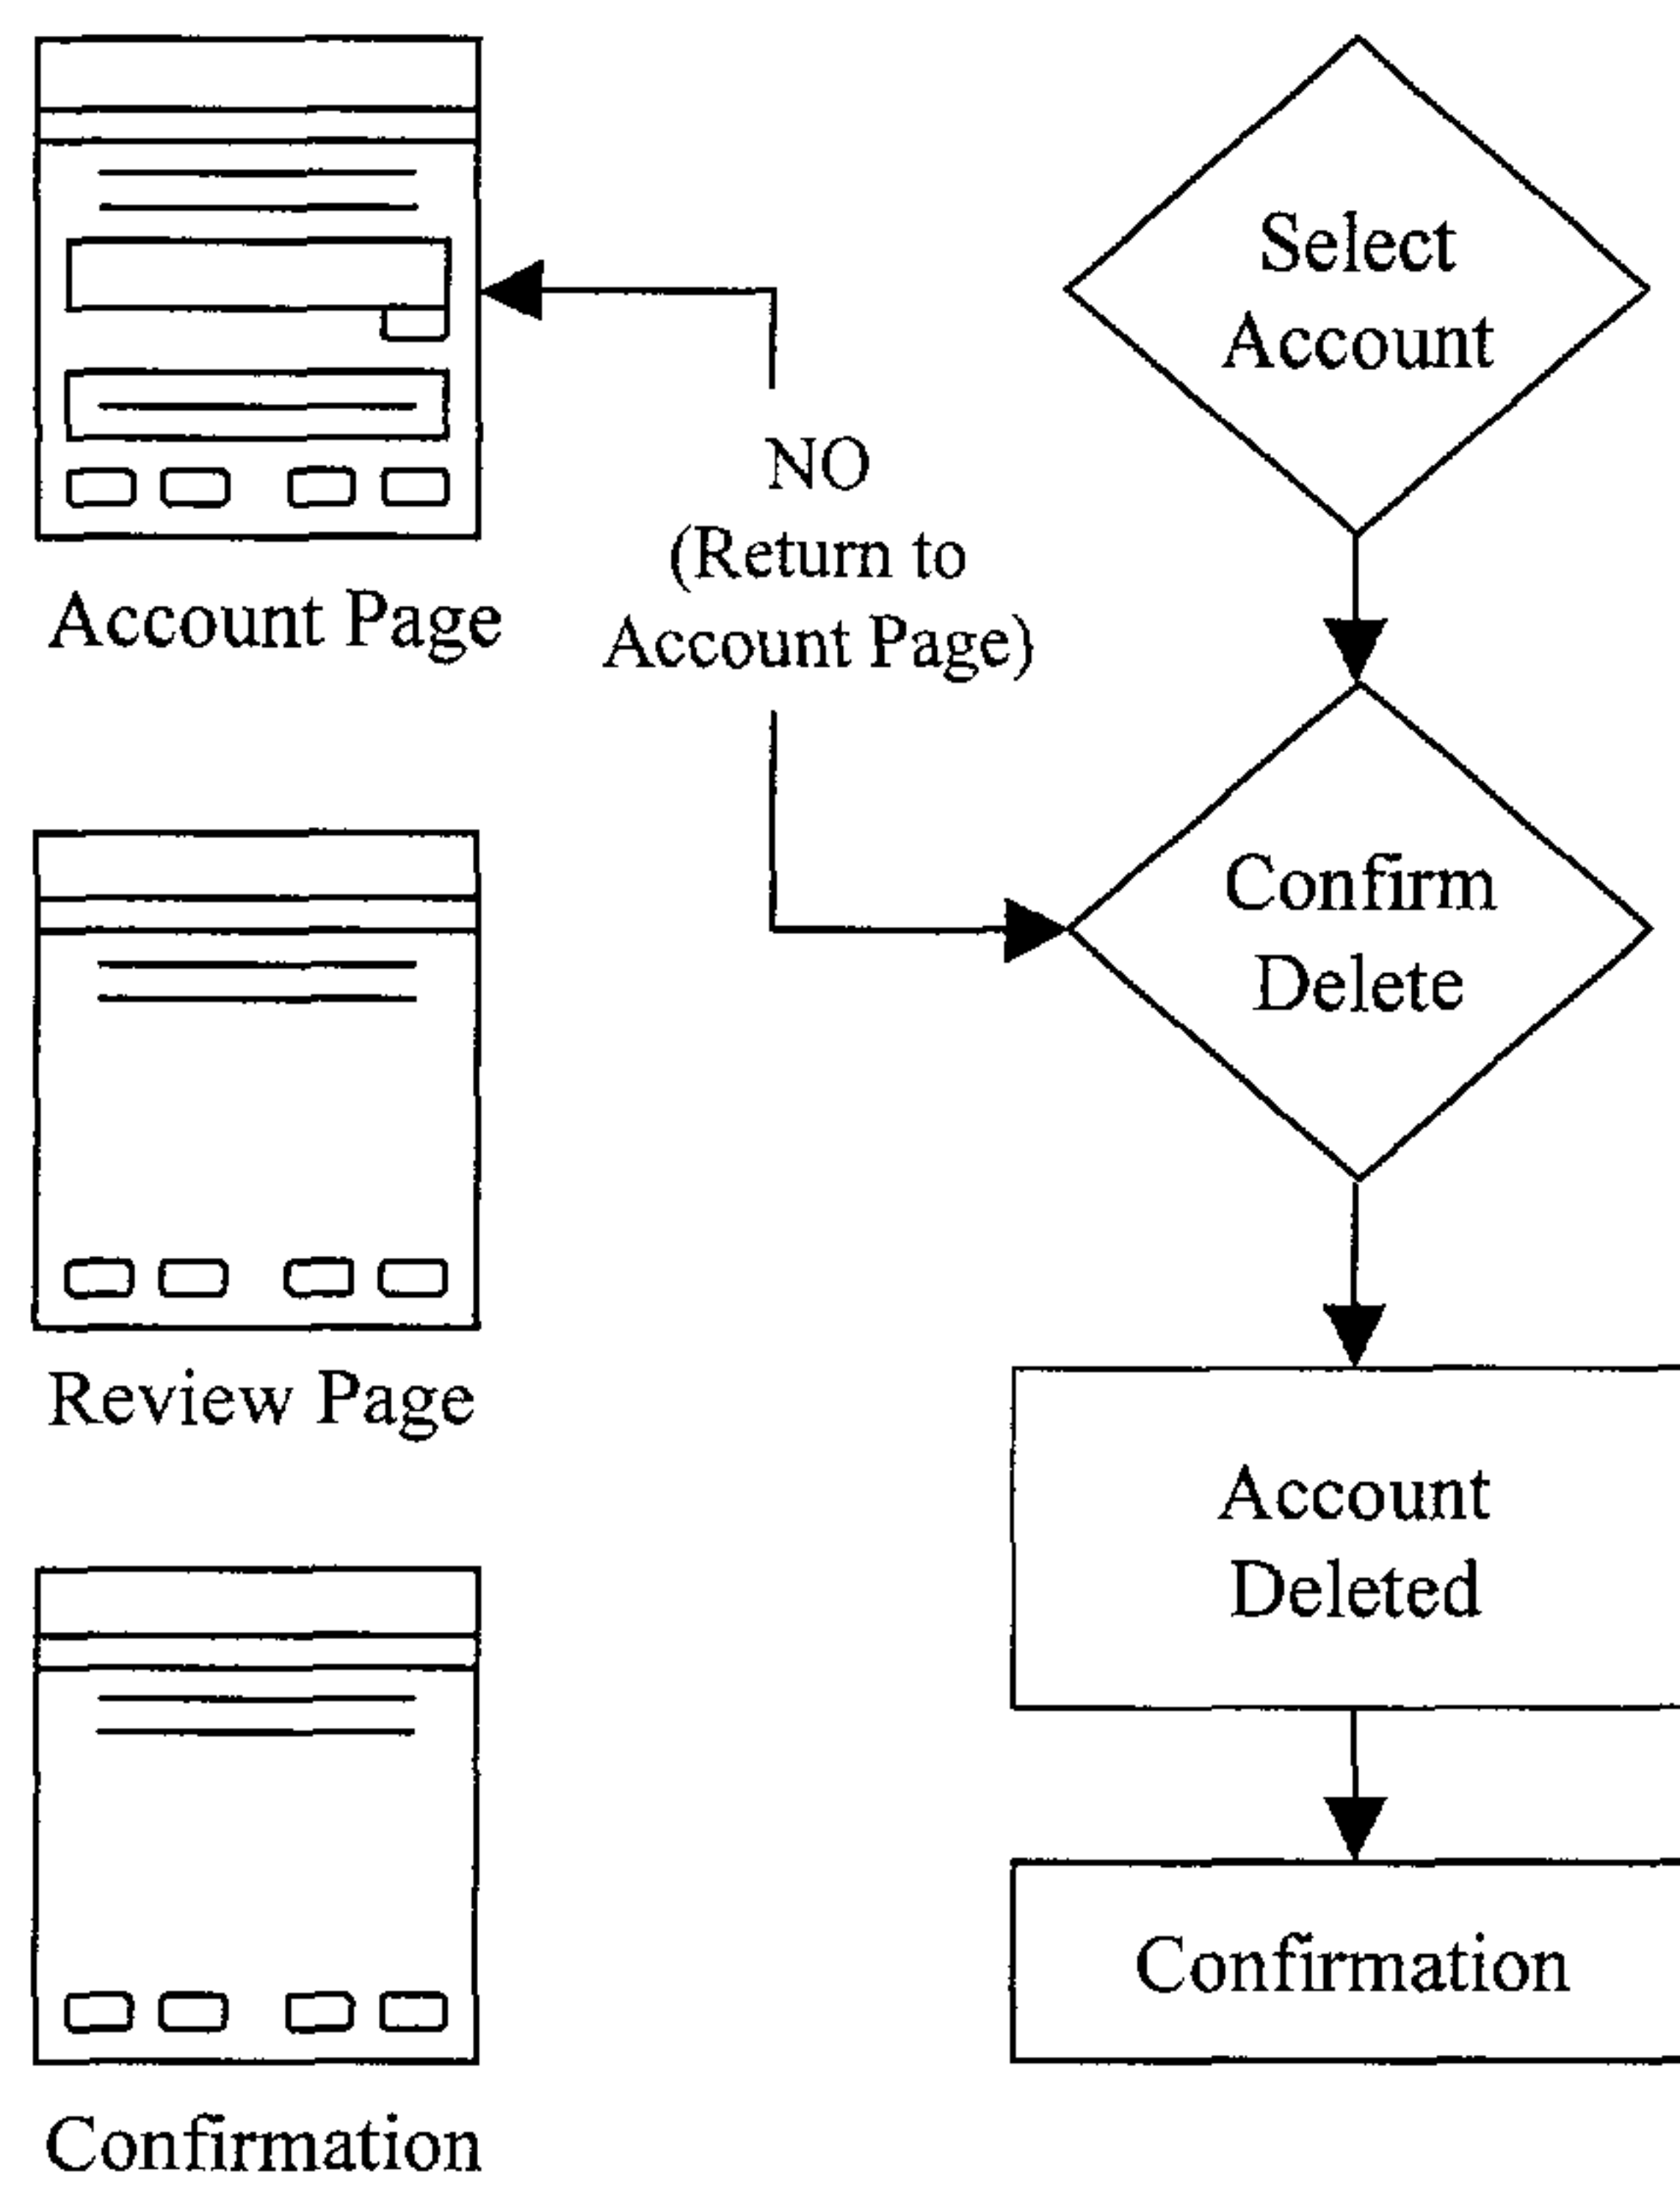 Select
Account
NO
(Return to
Account Page)
Account Page
Confirm
Delete
Review Page
Account
Deleted
Confirmation
Confirmation